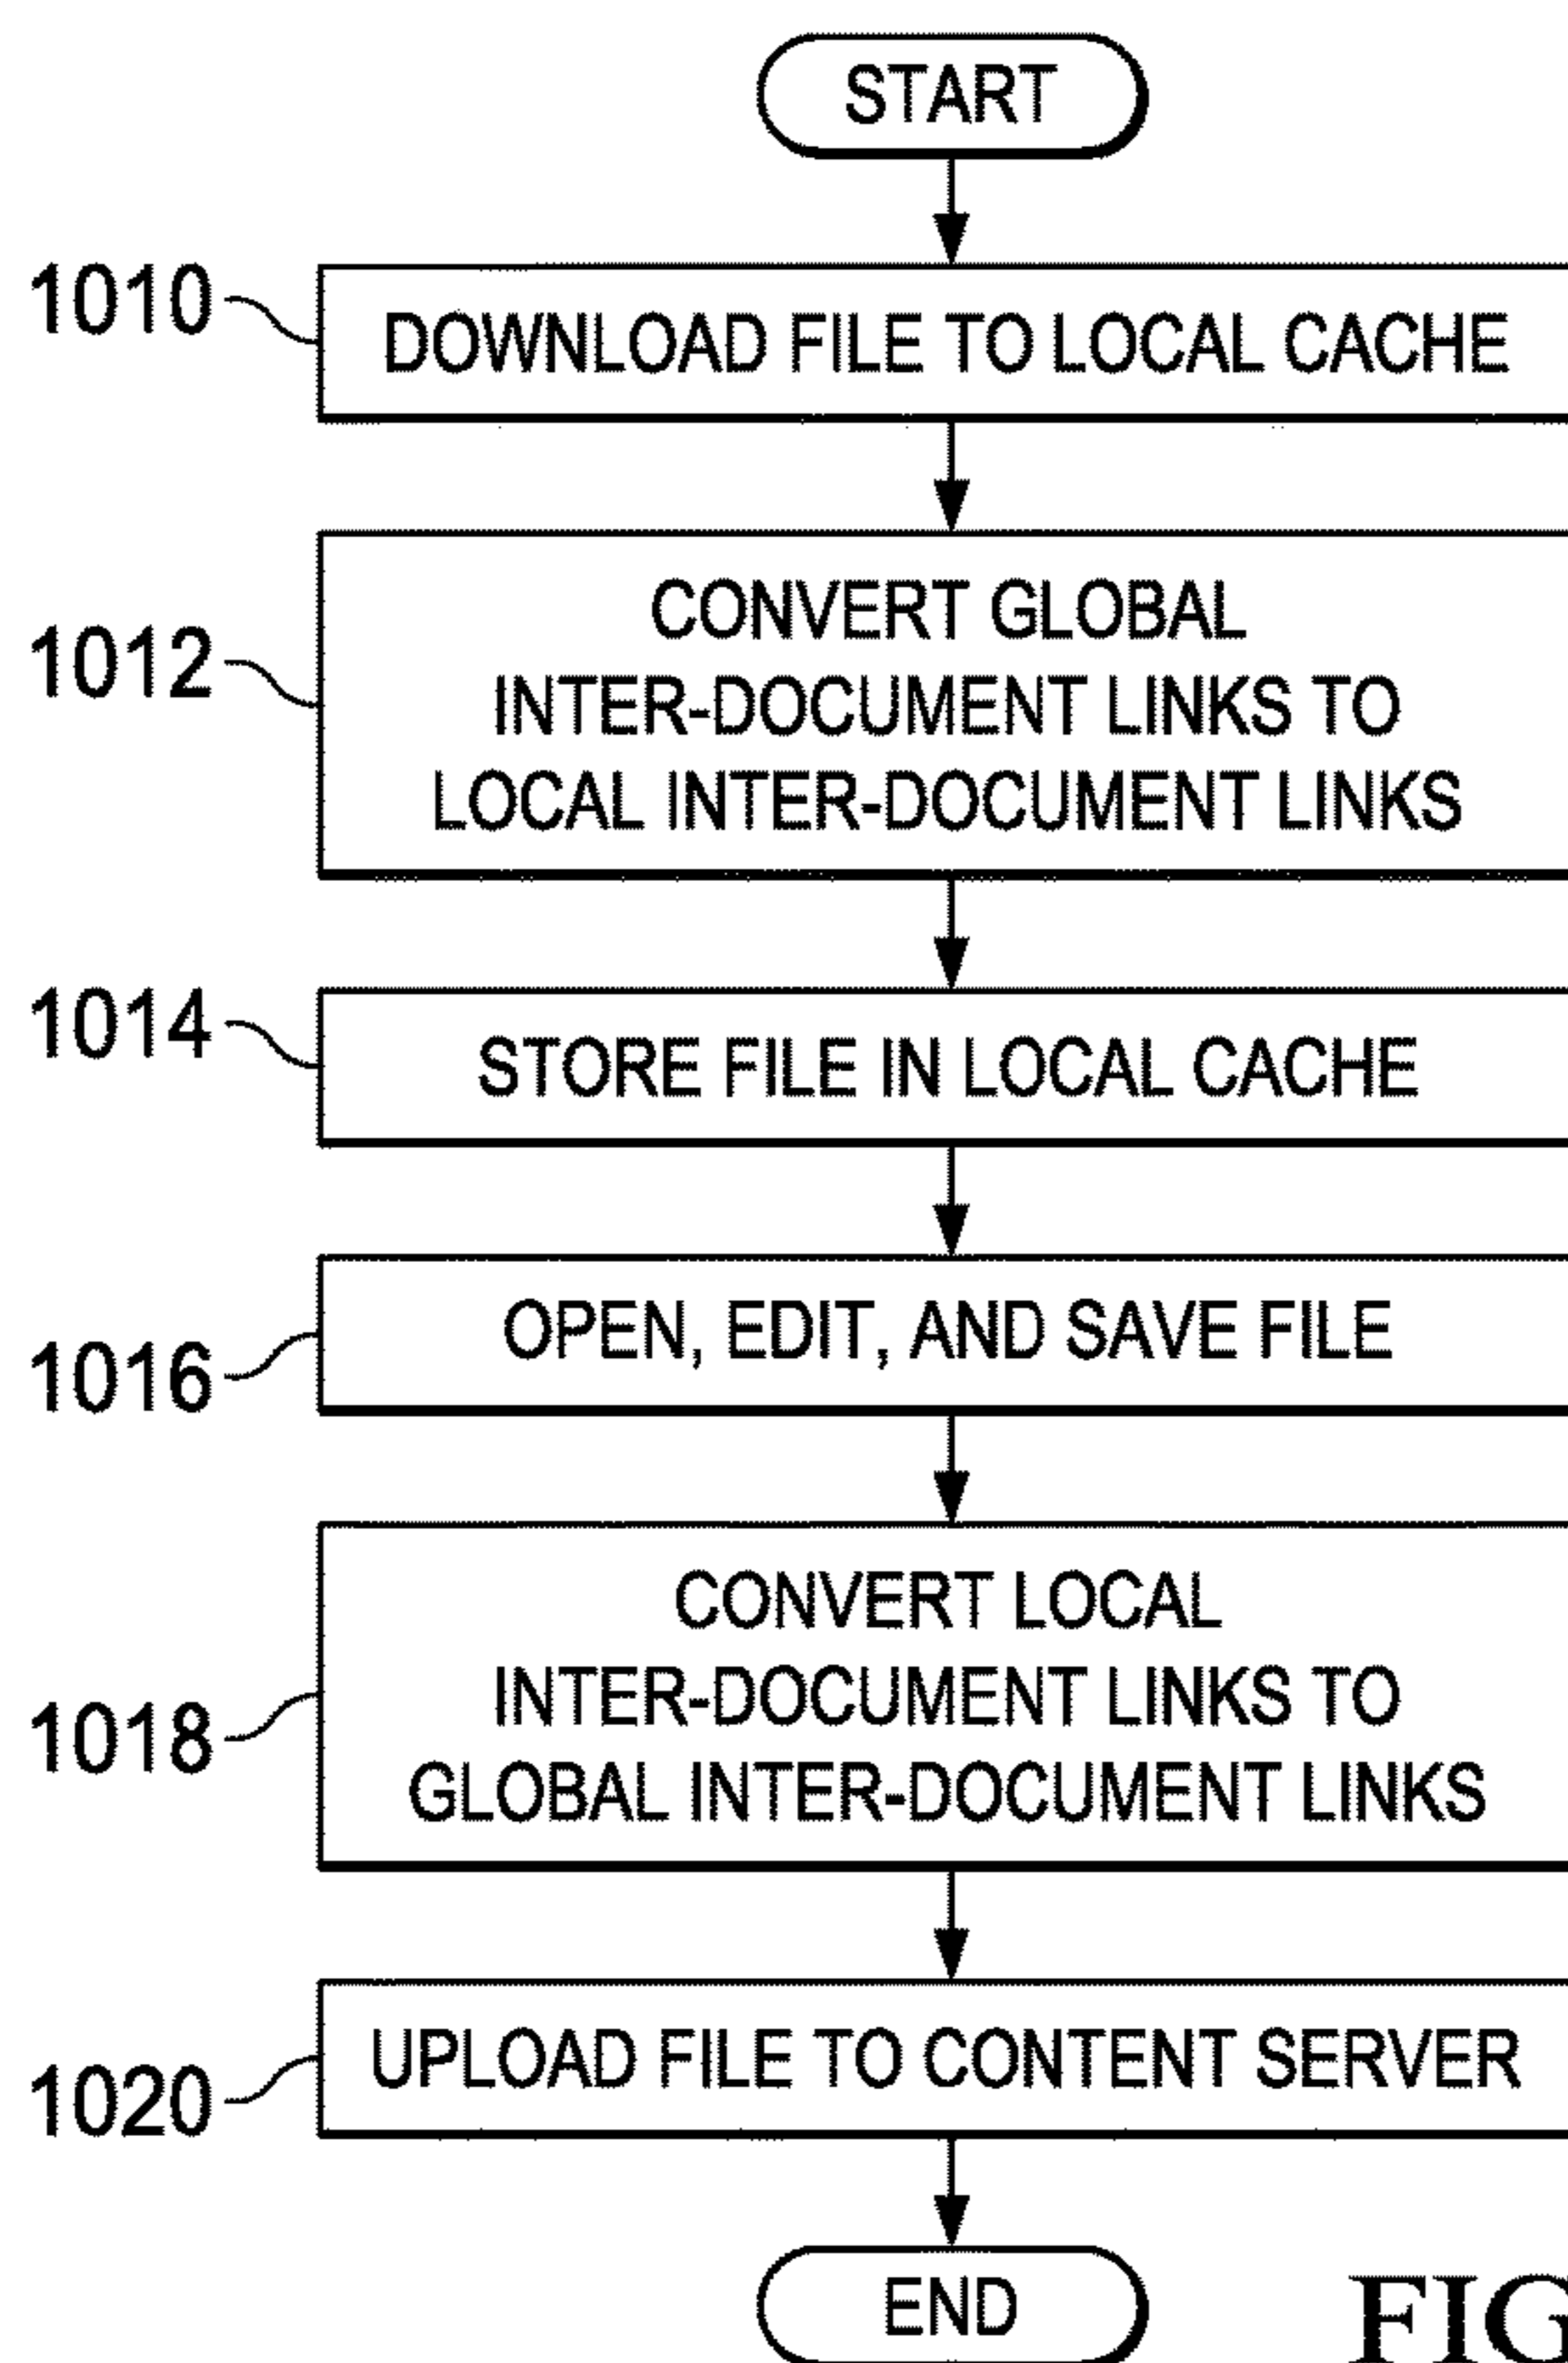 START
1010
DOWNLOAD FILE TO LOCAL CACHE
1012
CONVERT GLOBAL
INTER-DOCUMENT LINKS TO
LOCAL INTER-DOCUMENT LINKS
1014
STORE FILE IN LOCAL CACHE
1016
OPEN, EDIT, AND SAVE FILE
1018
CONVERT LOCAL
INTER-DOCUMENT LINKS TO
GLOBAL INTER-DOCUMENT LINKS
1020
UPLOAD FILE TO CONTENT SERVER
END
FIG